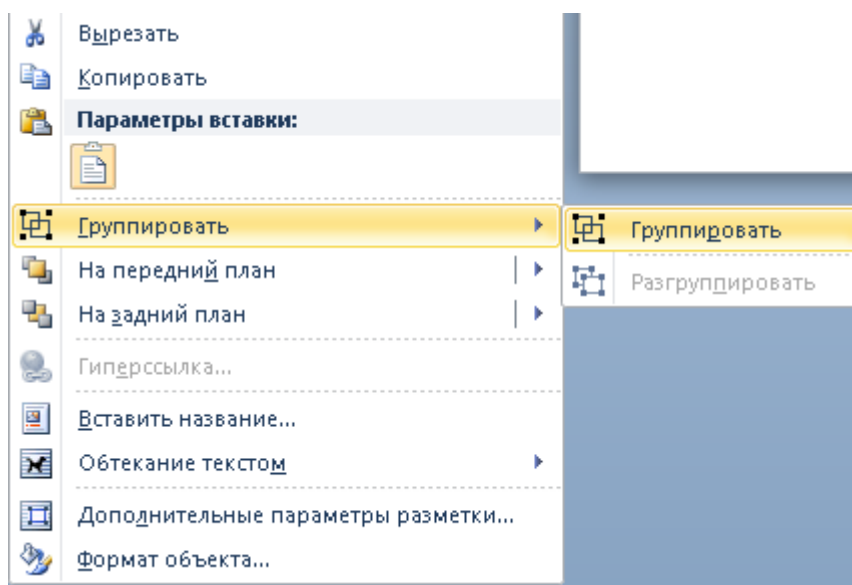 Вырезать
Копировать
Параметры вставки:
Группировать
Группировать
На передний план
Разгруппировать
На задний план
Гиперссылка...
Вставить название...
Обтекание текстом
Дополнительные параметры разметки...
Формат объекта...